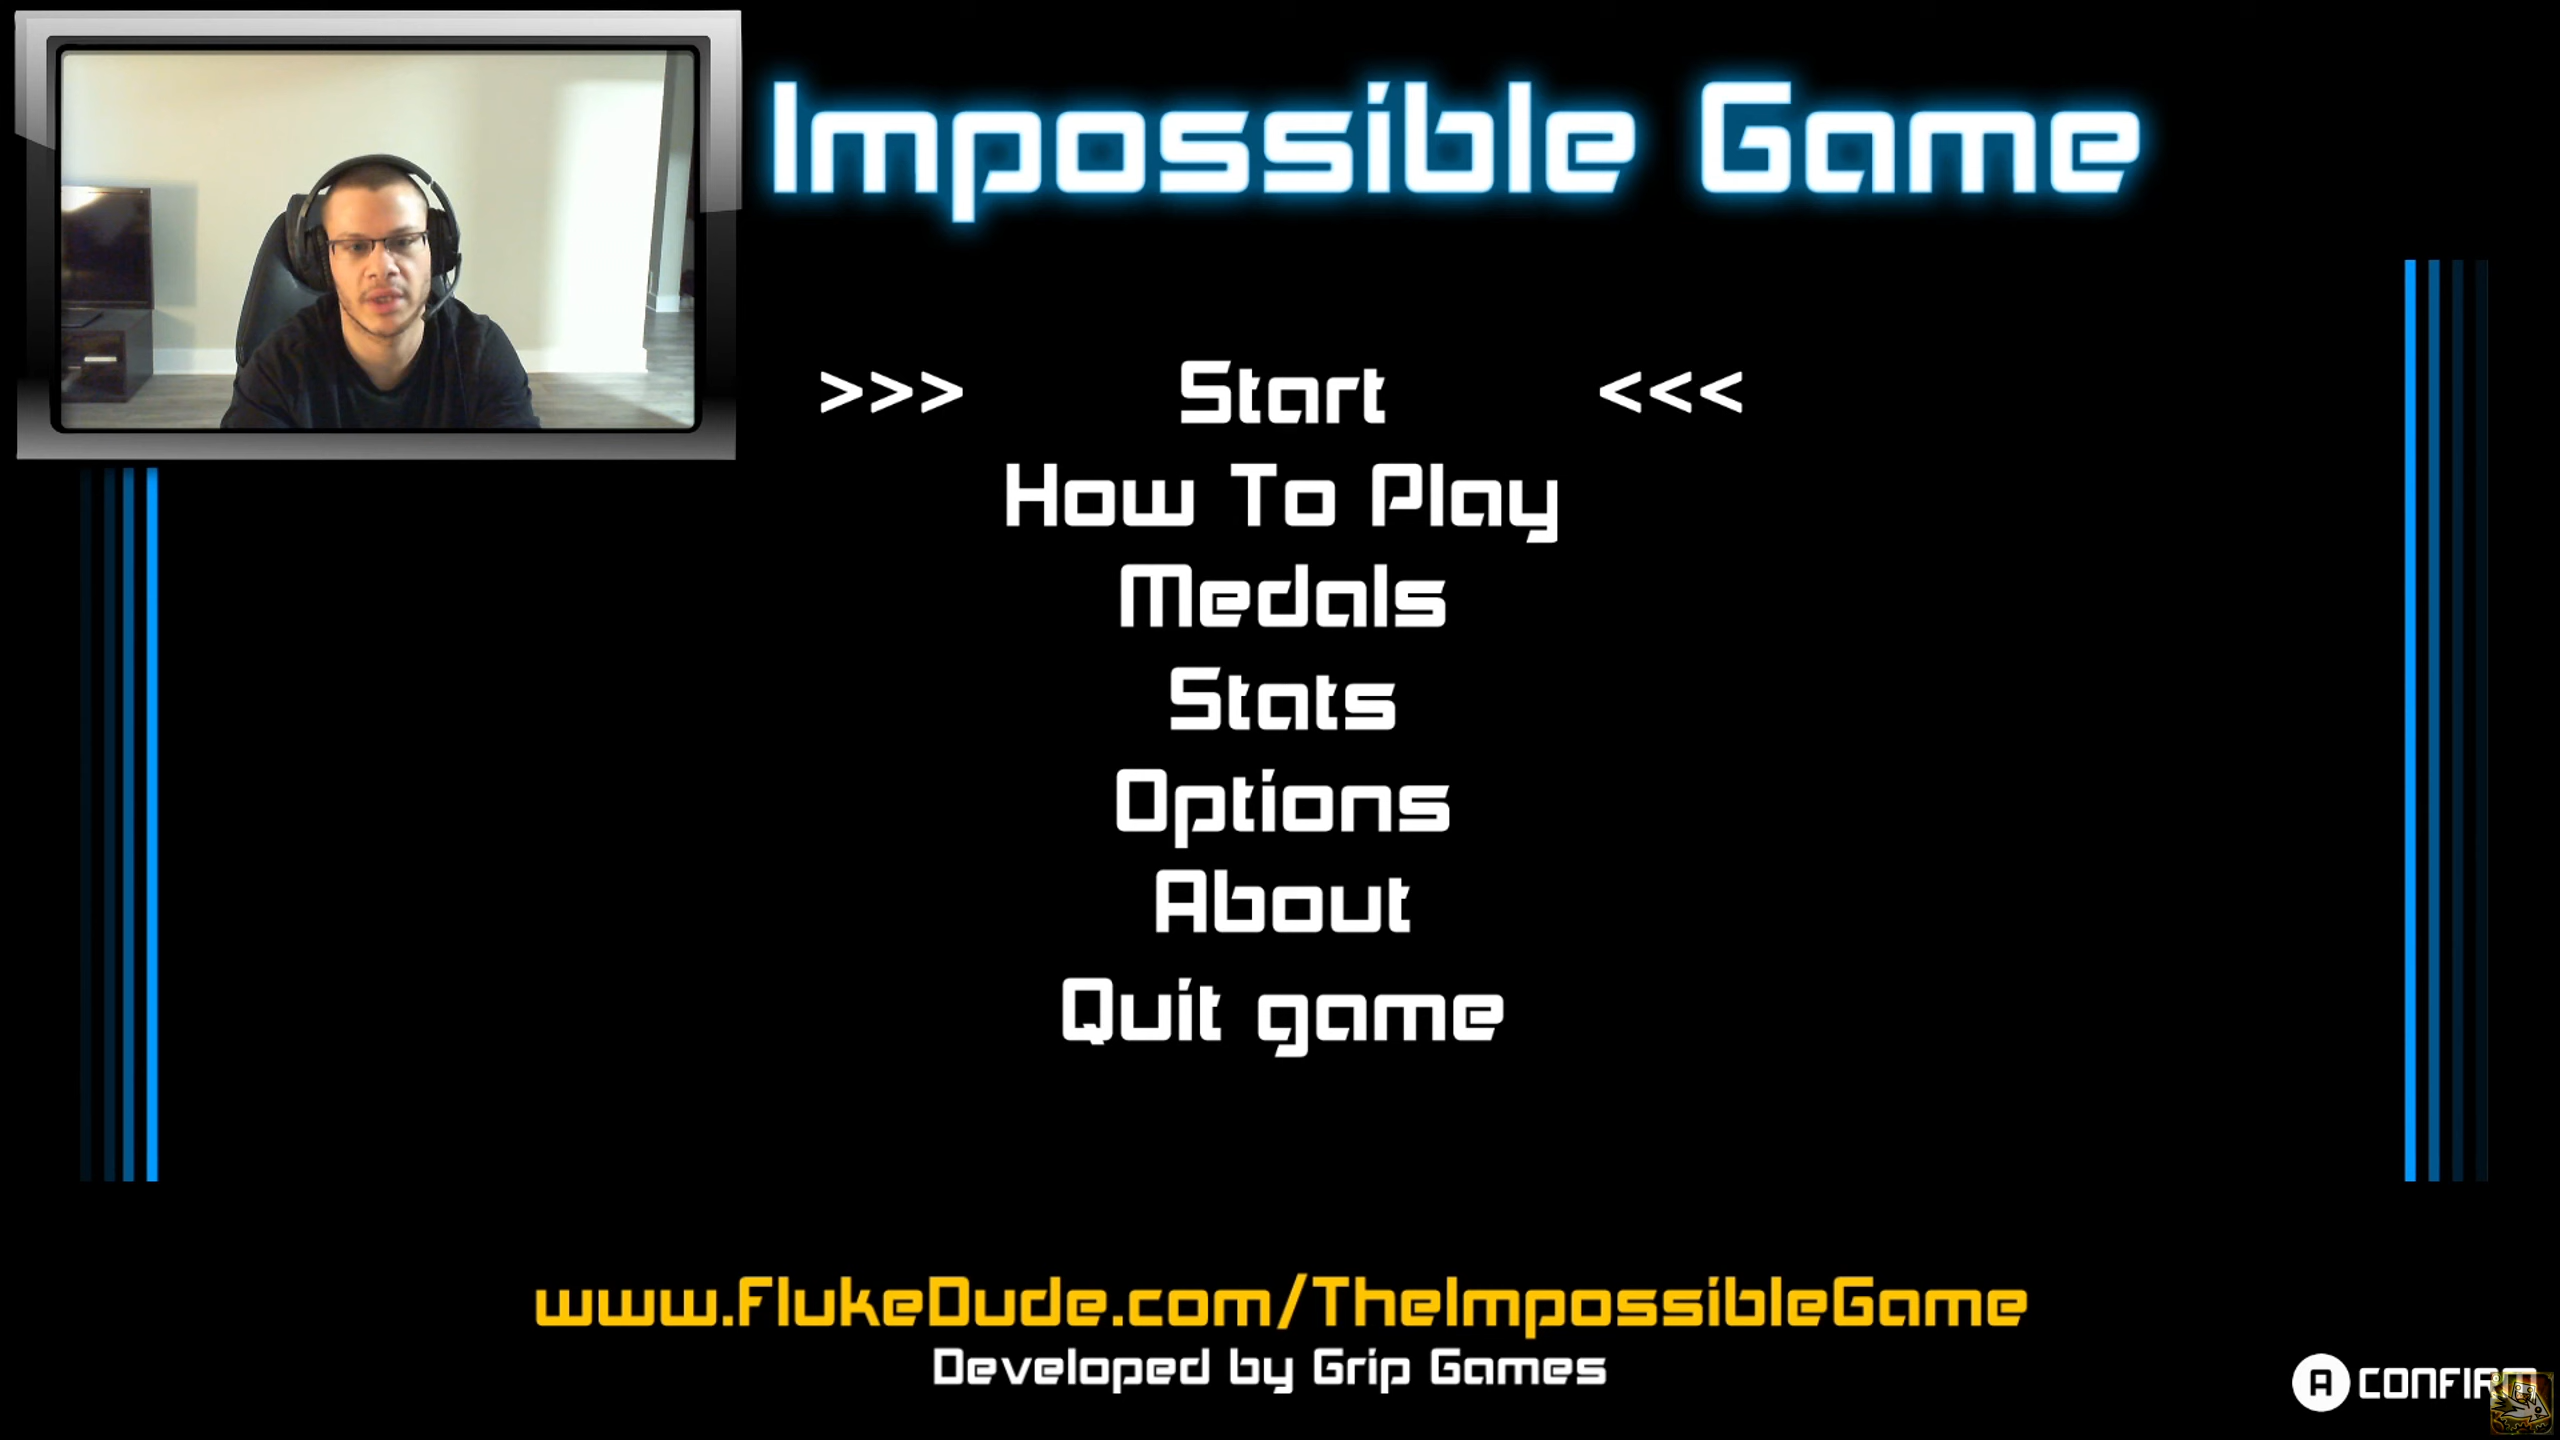 Impossible Game
>>> Start <<<
How To Play
Medals
Stats
Options
About
Quit game
www.FlukeDude.com/TheImpossibleGame
Developed by Grip Games
A CONFIRM